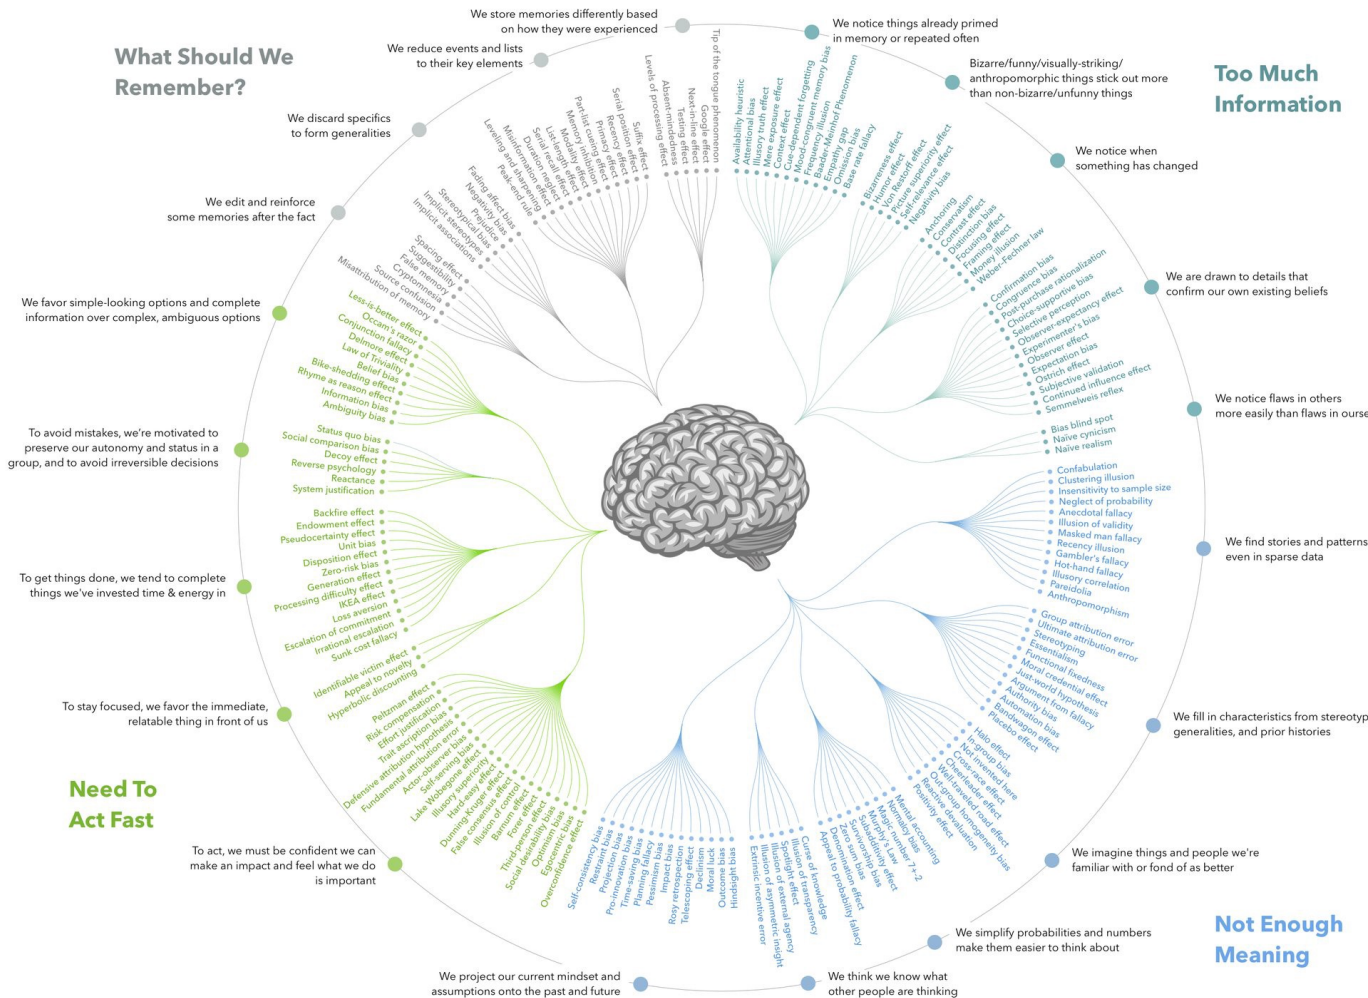 What Should We
Remember?
We store memories differently based
on how they were experienced
We reduce events and lists
to their key elements
We discard specifics
to form generalities
We edit and reinforce
some memories after the fact
Tip of the tongue phenomenon
Google effect
Next-in-line effect
Testing effect
Absent-mindedness
Levels of processing effect
Suffix effect
Serial position effect
Recency effect
Primacy effect
Part-list cueing effect
Memory inhibition
Modality effect
List-length effect
Serial recall effect
Duration neglect
Misinformation effect
Leveling and sharpening
Peak-end rule
Fading affect bias
Negativity bias
Prejudice
Stereotypical bias
Implicit stereotypes
Implicit associations
Spacing effect
Suggestibility
False memory
Cryptomnesia
Source confusion
Misattribution of memory
Too Much
Information
We notice things already primed
in memory or repeated often
Bizarre/funny/visually-striking/
anthropomorphic things stick out more
than non-bizarre/unfunny things
We notice when
something has changed
We are drawn to details that
confirm our own existing beliefs
We notice flaws in others
more easily than flaws in ourse
Availability heuristic
Attentional bias
Illusory truth effect
Mere exposure effect
Context effect
Cue-dependent forgetting
Mood-congruent memory bias
Frequency illusion
Baader-Meinhof Phenomenon
Empathy gap
Omission bias
Base rate fallacy
Bizarreness effect
Humor effect
Von Restorff effect
Picture superiority effect
Self-relevance effect
Negativity bias
Anchoring
Conservatism
Contrast effect
Distinction bias
Focusing effect
Framing effect
Money illusion
Weber-Fechner law
Confirmation bias
Congruence bias
Post-purchase rationalization
Choice-supportive bias
Selective perception
Observer-expectancy effect
Experimenter's bias
Observer effect
Expectation bias
Ostrich effect
Subjective validation
Continued influence effect
Semmelweis reflex
Bias blind spot
Naïve cynicism
Naïve realism
We find stories and patterns
even in sparse data
We fill in characteristics from stereotyp
generalities, and prior histories
We imagine things and people we're
familiar with or fond of as better
We simplify probabilities and numbers
make them easier to think about
We think we know what
other people are thinking
We project our current mindset and
assumptions onto the past and future
Not Enough
Meaning
Confabulation
Clustering illusion
Insensitivity to sample size
Neglect of probability
Anecdotal fallacy
Illusion of validity
Masked man fallacy
Recency illusion
Gambler's fallacy
Hot-hand fallacy
Illusory correlation
Pareidolia
Anthropomorphism
Group attribution error
Ultimate attribution error
Stereotyping
Essentialism
Functional fixedness
Moral credential effect
Just-world hypothesis
Argument from fallacy
Authority bias
Automation bias
Bandwagon effect
Placebo effect
Halo effect
In-group bias
Not invented here
Cross-race effect
Cheerleader effect
Well-traveled road effect
Out-group homogeneity bias
Reactive devaluation
Positivity effect
Mental accounting
Normalcy bias
Magic number 7+-2
Murphy's Law
Subadditivity effect
Survivorship bias
Zero sum bias
Denomination effect
Appeal to probability fallacy
Curse of knowledge
Illusion of transparency
Spotlight effect
Illusion of external agency
Illusion of asymmetric insight
Extrinsic incentive error
Hindsight bias
Outcome bias
Moral luck
Declinism
Telescoping effect
Rosy retrospection
Impact bias
Pessimism bias
Planning fallacy
Time-saving bias
Pro-innovation bias
Projection bias
Restraint bias
Self-consistency bias
We favor simple-looking options and complete
information over complex, ambiguous options
To avoid mistakes, we're motivated to
preserve our autonomy and status in a
group, and to avoid irreversible decisions
To get things done, we tend to complete
things we've invested time & energy in
To stay focused, we favor the immediate,
relatable thing in front of us
Need To
Act Fast
To act, we must be confident we can
make an impact and feel what we do
is important
Less-is-better effect
Occam's razor
Conjunction fallacy
Delmore effect
Law of Triviality
Belief bias
Bike-shedding effect
Rhyme as reason effect
Information bias
Ambiguity bias
Status quo bias
Social comparison bias
Decoy effect
Reverse psychology
Reactance
System justification
Backfire effect
Endowment effect
Pseudocertainty effect
Unit bias
Disposition effect
Zero-risk bias
Generation effect
Processing difficulty effect
IKEA effect
Loss aversion
Escalation of commitment
Irrational escalation
Sunk cost fallacy
Identifiable victim effect
Appeal to novelty
Hyperbolic discounting
Peltzman effect
Risk compensation
Effort justification
Trait ascription bias
Defensive attribution hypothesis
Fundamental attribution error
Actor-observer bias
Self-serving bias
Lake Wobegone effect
Illusory superiority
Hard-easy effect
Dunning-Kruger effect
False consensus effect
Illusion of control
Barnum effect
Forer effect
Third-person effect
Social desirability bias
Optimism bias
Egocentric bias
Overconfidence effect